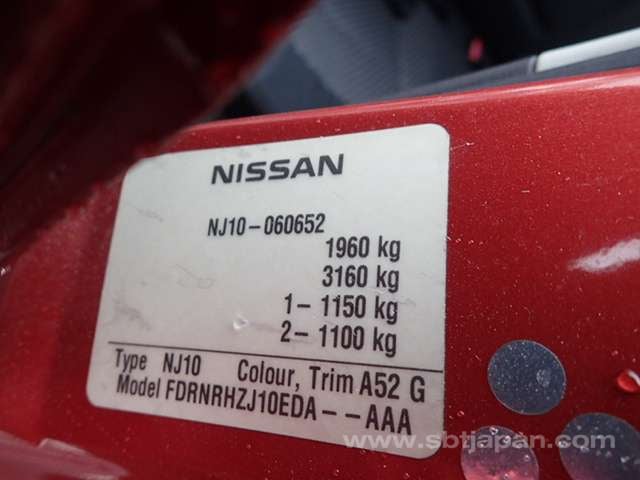 NISSAN
NJ10-060652
1960 kg
3160 kg
1- 1150 kg
2- 1100 kg
Type NJ10 Colour, Trim A52 G
Model FDRNRHZJ10EDA--AAA
www.sbtjapan.com